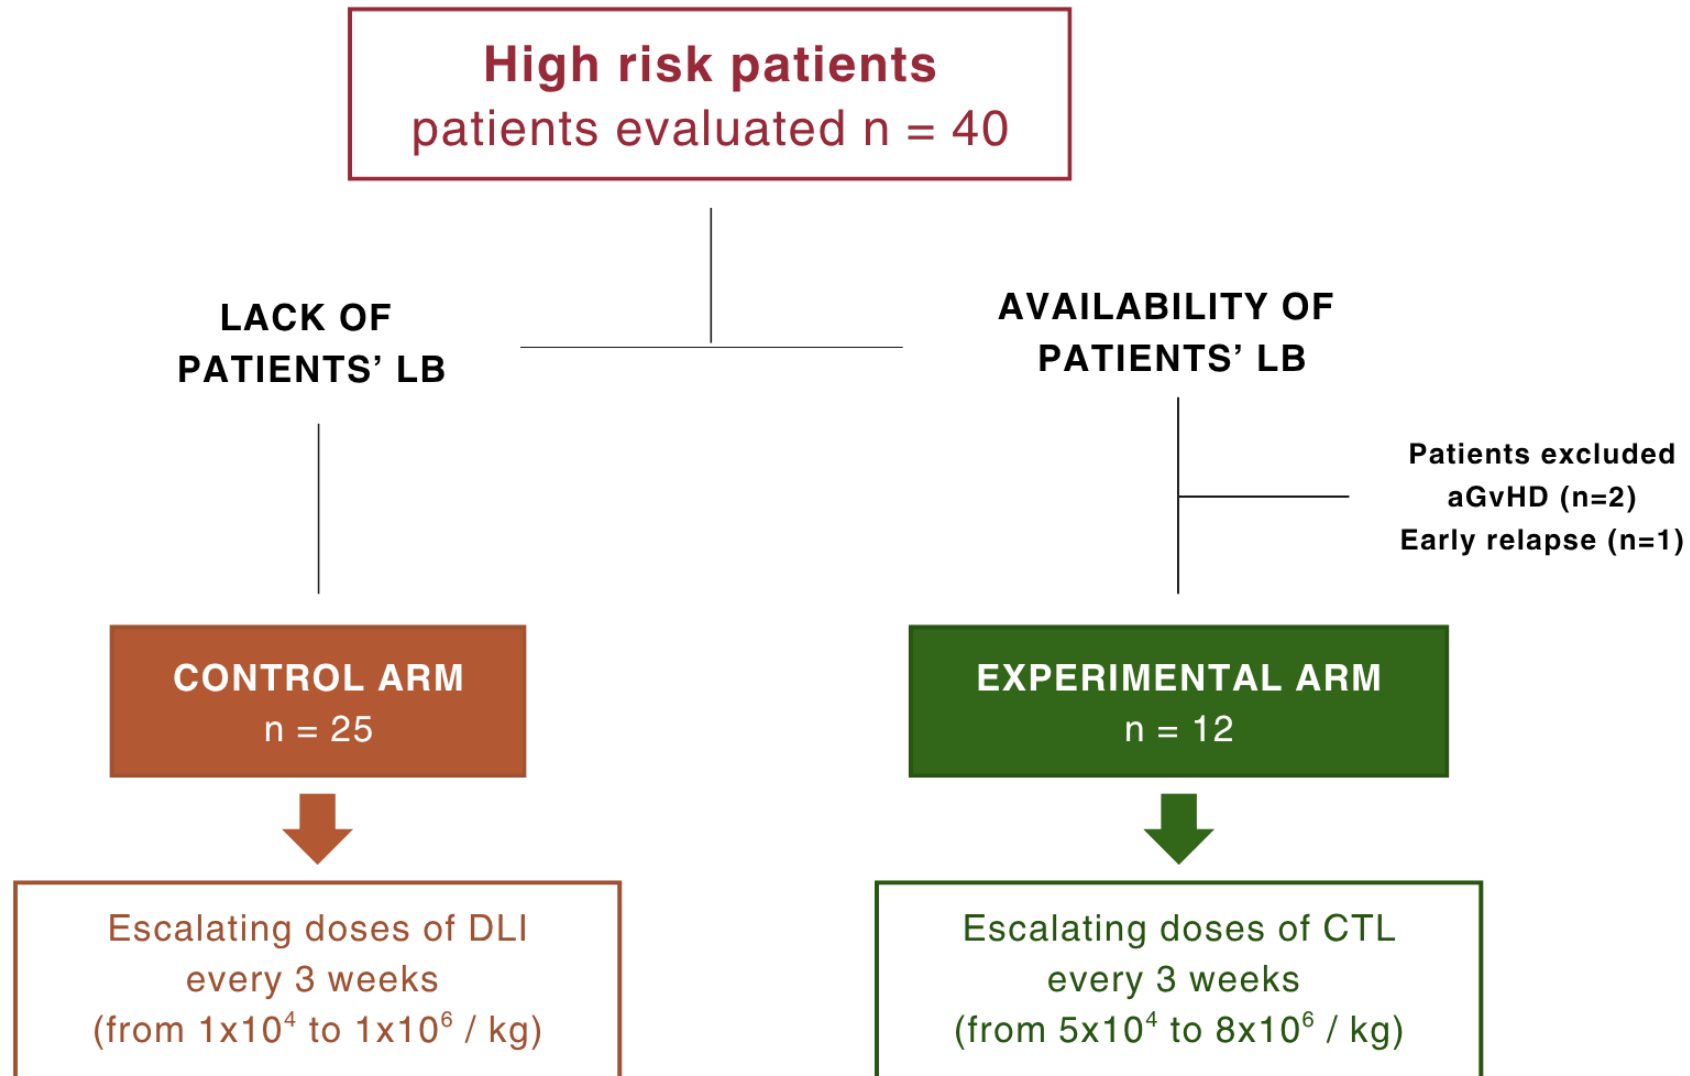 High risk patients
patients evaluated n = 40
LACK OF
PATIENTS’ LB
AVAILABILITY OF
PATIENTS’ LB
Patients excluded
aGvHD (n=2)
Early relapse (n=1)
CONTROL ARM
n = 25
EXPERIMENTAL ARM
n = 12
Escalating doses of DLI
every 3 weeks
(from 1x10⁴ to 1x10⁶ / kg)
Escalating doses of CTL
every 3 weeks
(from 5x10⁴ to 8x10⁶ / kg)